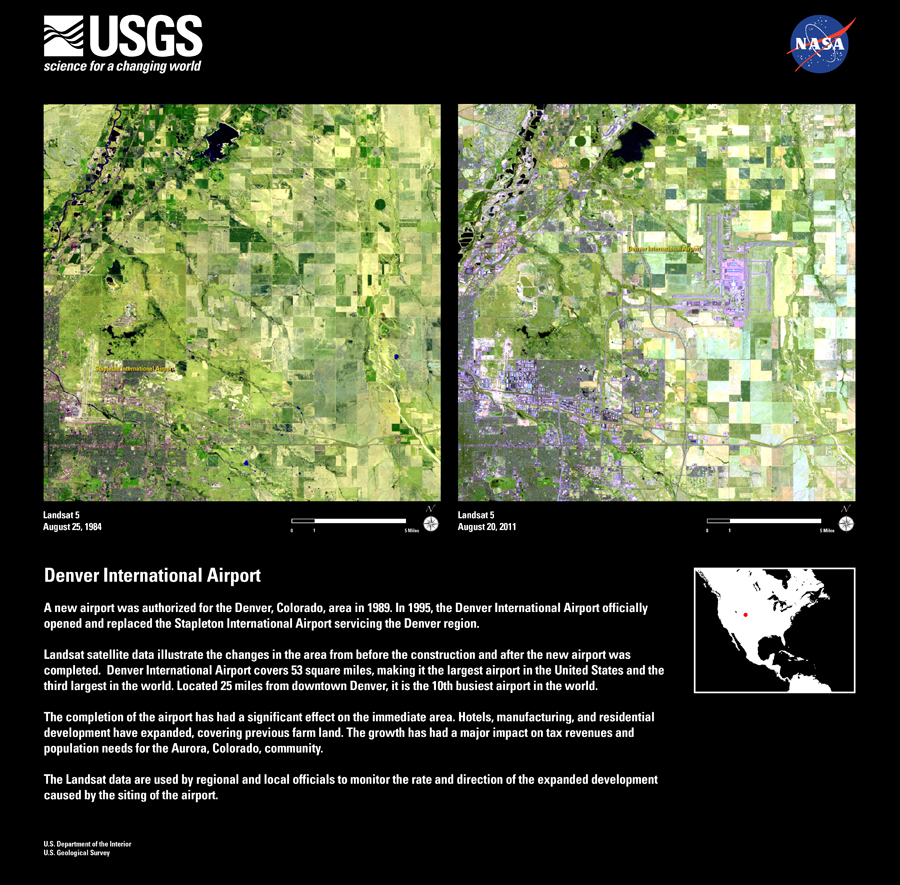 USGS
science for a changing world
NASA
Stapleton International Airport
Denver International Airport
Landsat 5
August 25, 1984
N
0 1 5 Miles
Landsat 5
August 20, 2011
N
0 1 5 Miles
Denver International Airport
A new airport was authorized for the Denver, Colorado, area in 1989. In 1995, the Denver International Airport officially
opened and replaced the Stapleton International Airport servicing the Denver region.
Landsat satellite data illustrate the changes in the area from before the construction and after the new airport was
completed. Denver International Airport covers 53 square miles, making it the largest airport in the United States and the
third largest in the world. Located 25 miles from downtown Denver, it is the 10th busiest airport in the world.
The completion of the airport has had a significant effect on the immediate area. Hotels, manufacturing, and residential
development have expanded, covering previous farm land. The growth has had a major impact on tax revenues and
population needs for the Aurora, Colorado, community.
The Landsat data are used by regional and local officials to monitor the rate and direction of the expanded development
caused by the siting of the airport.
U.S. Department of the Interior
U.S. Geological Survey